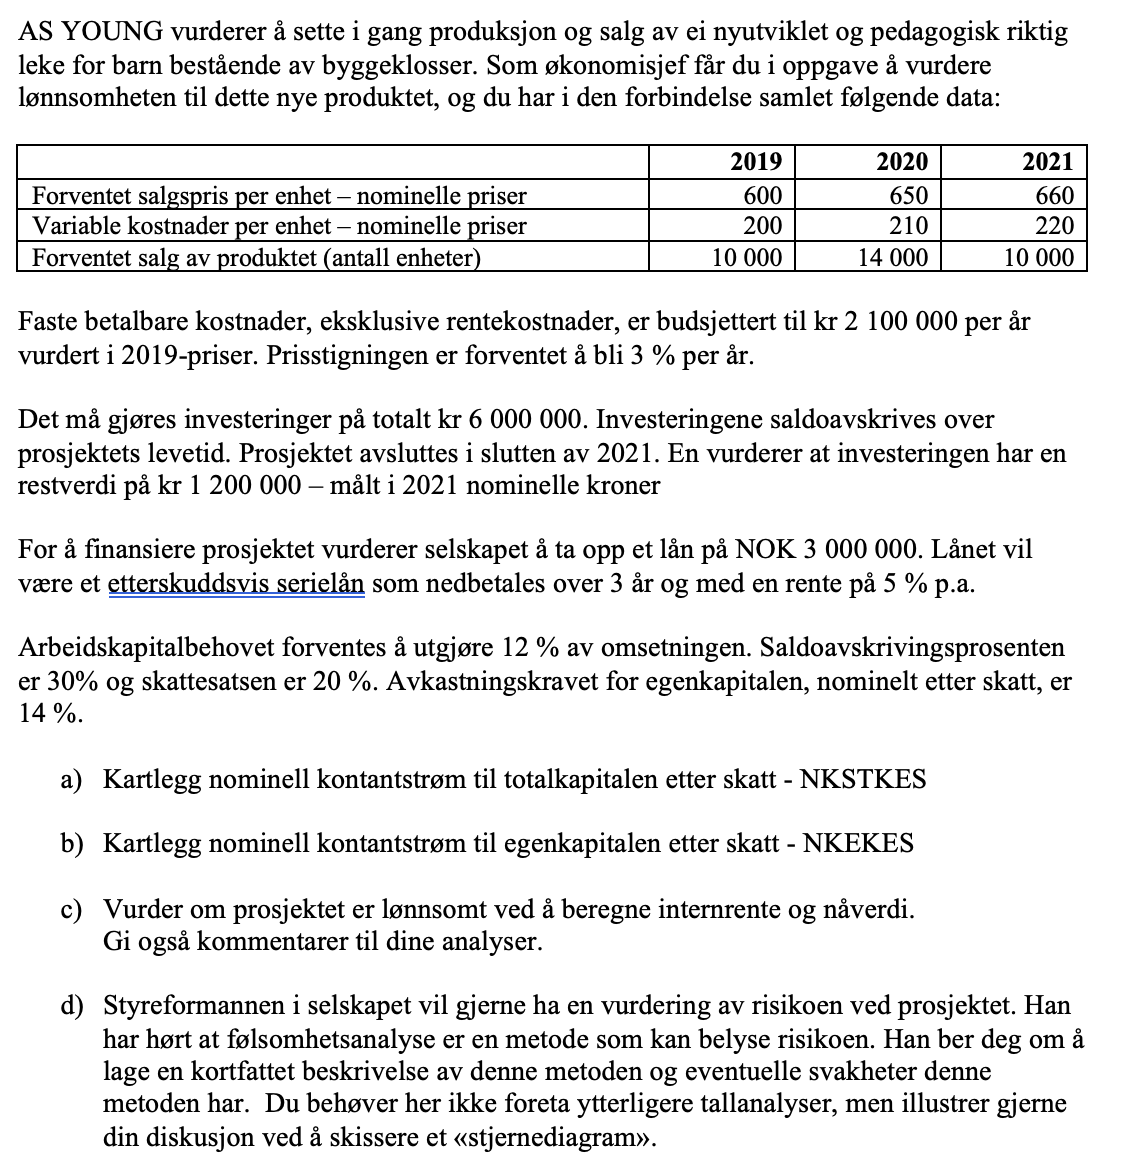 AS YOUNG vurderer å sette i gang produksjon og salg av ei nyutviklet og pedagogisk riktig
leke for barn bestående av byggeklosser. Som økonomisjef får du i oppgave å vurdere
lønnsomheten til dette nye produktet, og du har i den forbindelse samlet følgende data:
2019 2020 2021
Forventet salgspris per enhet – nominelle priser 600 650 660
Variable kostnader per enhet – nominelle priser 200 210 220
Forventet salg av produktet (antall enheter) 10 000 14 000 10 000
Faste betalbare kostnader, eksklusive rentekostnader, er budsjettert til kr 2 100 000 per år
vurdert i 2019-priser. Prisstigningen er forventet å bli 3 % per år.
Det må gjøres investeringer på totalt kr 6 000 000. Investeringene saldoavskrives over
prosjektets levetid. Prosjektet avsluttes i slutten av 2021. En vurderer at investeringen har en
restverdi på kr 1 200 000 – målt i 2021 nominelle kroner
For å finansiere prosjektet vurderer selskapet å ta opp et lån på NOK 3 000 000. Lånet vil
være et etterskuddsvis serielån som nedbetales over 3 år og med en rente på 5 % p.a.
Arbeidskapitalbehovet forventes å utgjøre 12 % av omsetningen. Saldoavskrivingsprosenten
er 30% og skattesatsen er 20 %. Avkastningskravet for egenkapitalen, nominelt etter skatt, er
14 %.
a) Kartlegg nominell kontantstrøm til totalkapitalen etter skatt - NKSTKES
b) Kartlegg nominell kontantstrøm til egenkapitalen etter skatt - NKEKES
c) Vurder om prosjektet er lønnsomt ved å beregne internrente og nåverdi.
Gi også kommentarer til dine analyser.
d) Styreformannen i selskapet vil gjerne ha en vurdering av risikoen ved prosjektet. Han
har hørt at følsomhetsanalyse er en metode som kan belyse risikoen. Han ber deg om å
lage en kortfattet beskrivelse av denne metoden og eventuelle svakheter denne
metoden har. Du behøver her ikke foreta ytterligere tallanalyser, men illustrer gjerne
din diskusjon ved å skissere et «stjernediagram».